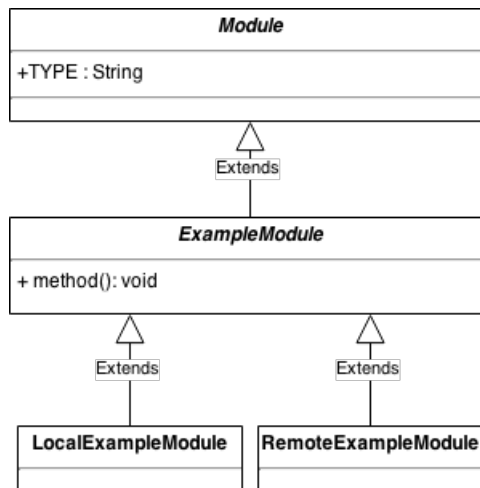 Module
+TYPE : String
Extends
ExampleModule
+ method(): void
Extends
Extends
LocalExampleModule
RemoteExampleModule